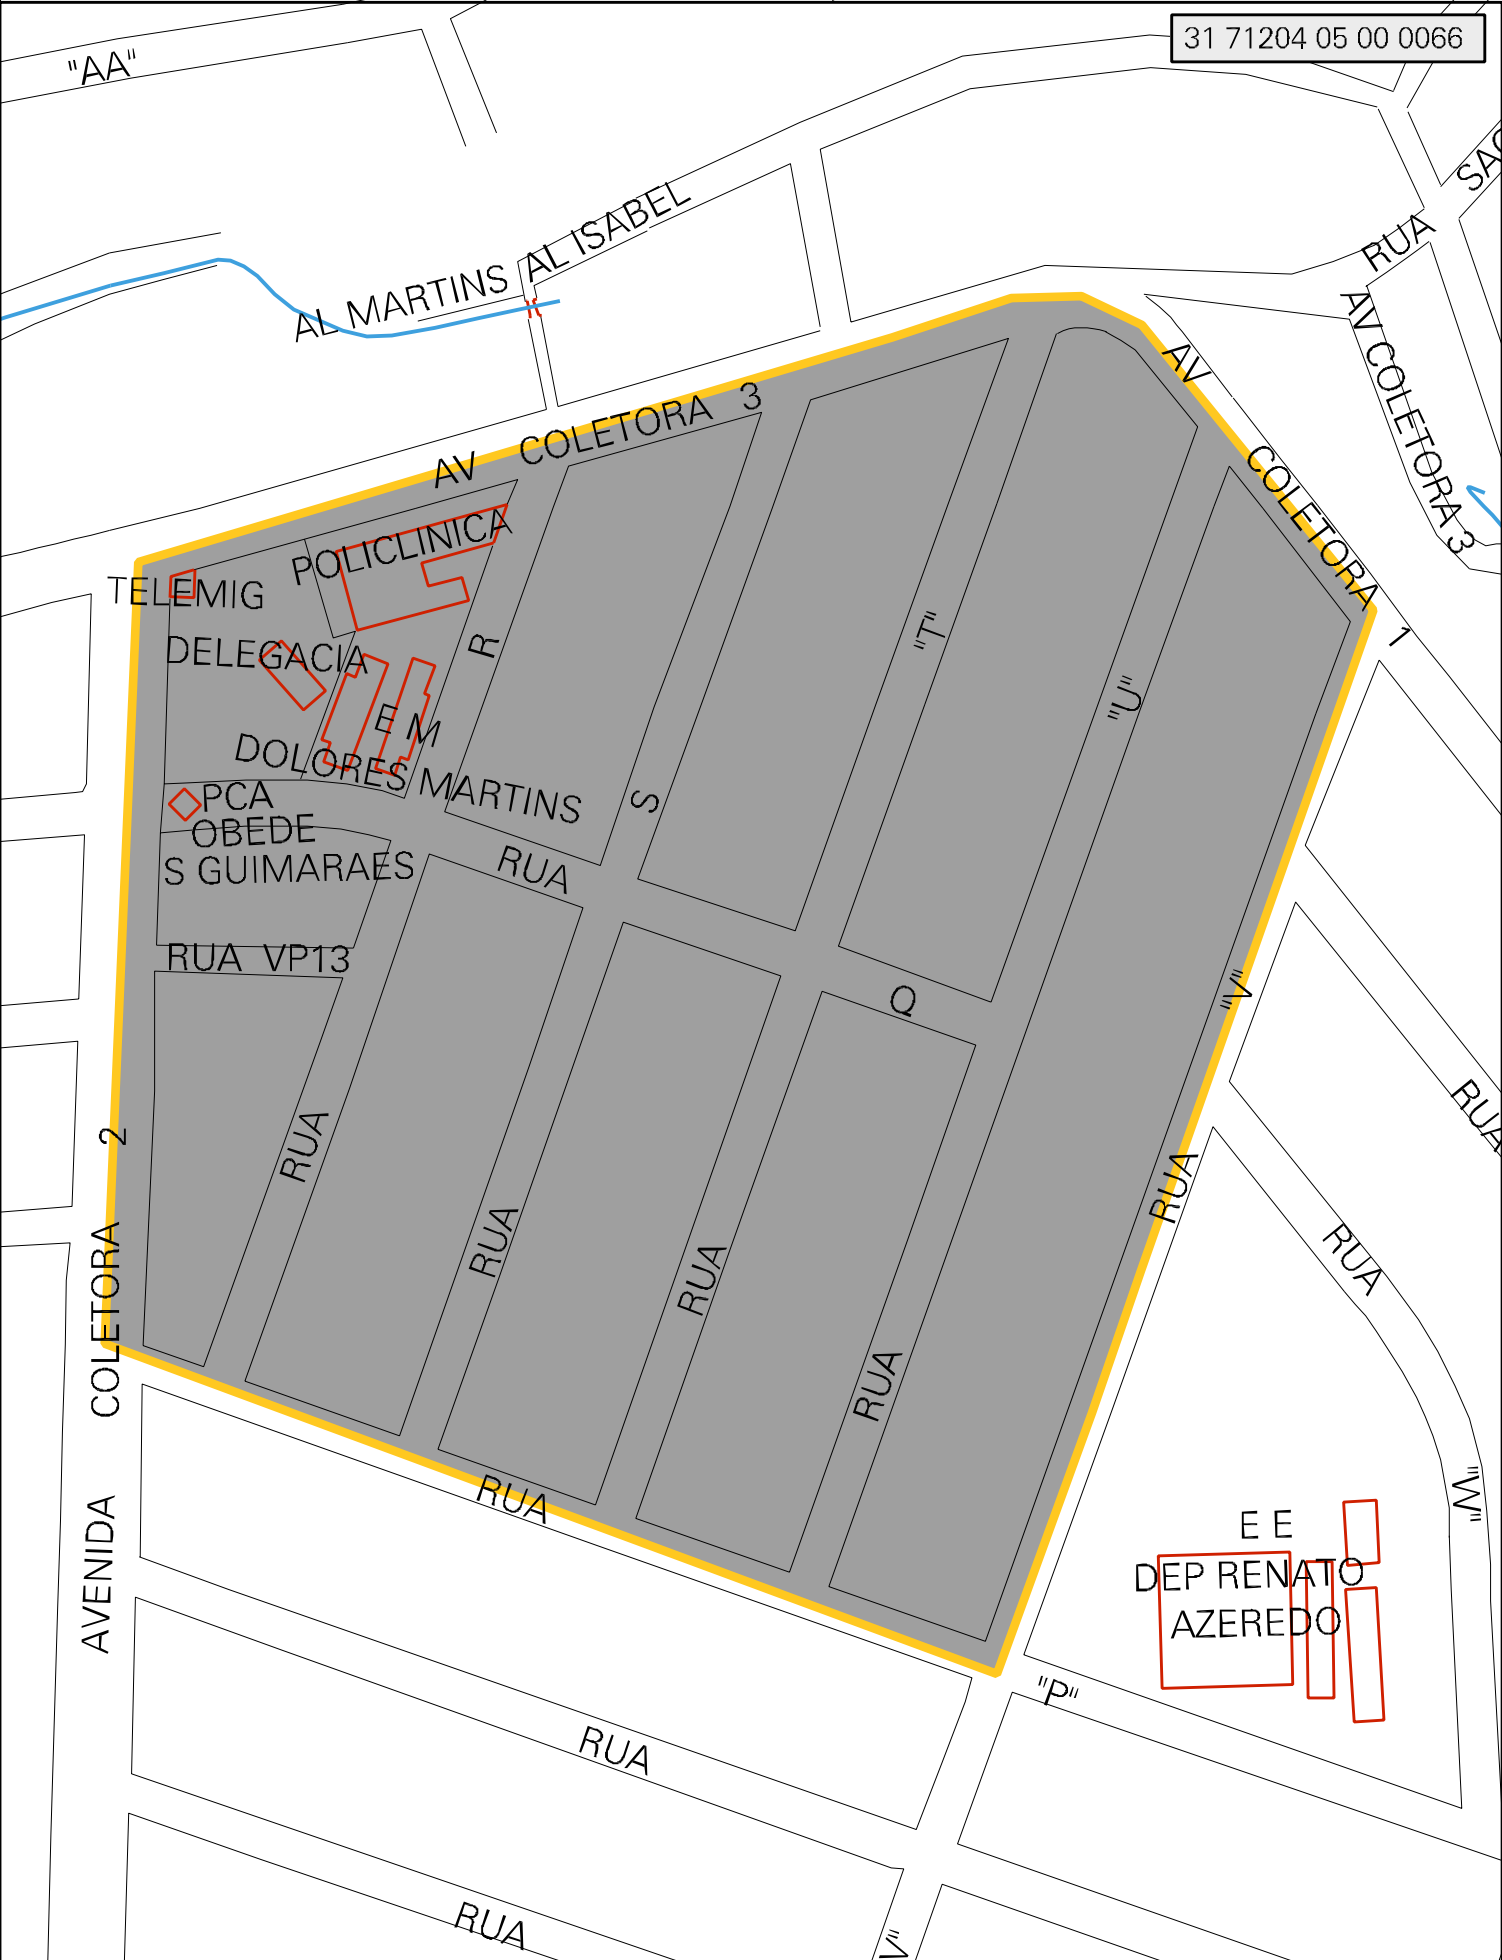 31 71204 05 00 0066
"AA"
RUA
AL ISABEL
AL MARTINS
AV COLETORA 3
AV COLETORA 3
AV COLETORA 1
POLICLINICA
TELEMIG
DELEGACIA
R
E M
DOLORES MARTINS
PCA
OBEDE
S GUIMARAES
RUA VP13
S
"T"
"U"
RUA Q
"V"
RUA
RUA
RUA
RUA
RUA
RUA
RUA
AVENIDA COLETORA 2
RUA "P"
"W"
E E
DEP RENATO
AZEREDO
RUA
RUA
V"